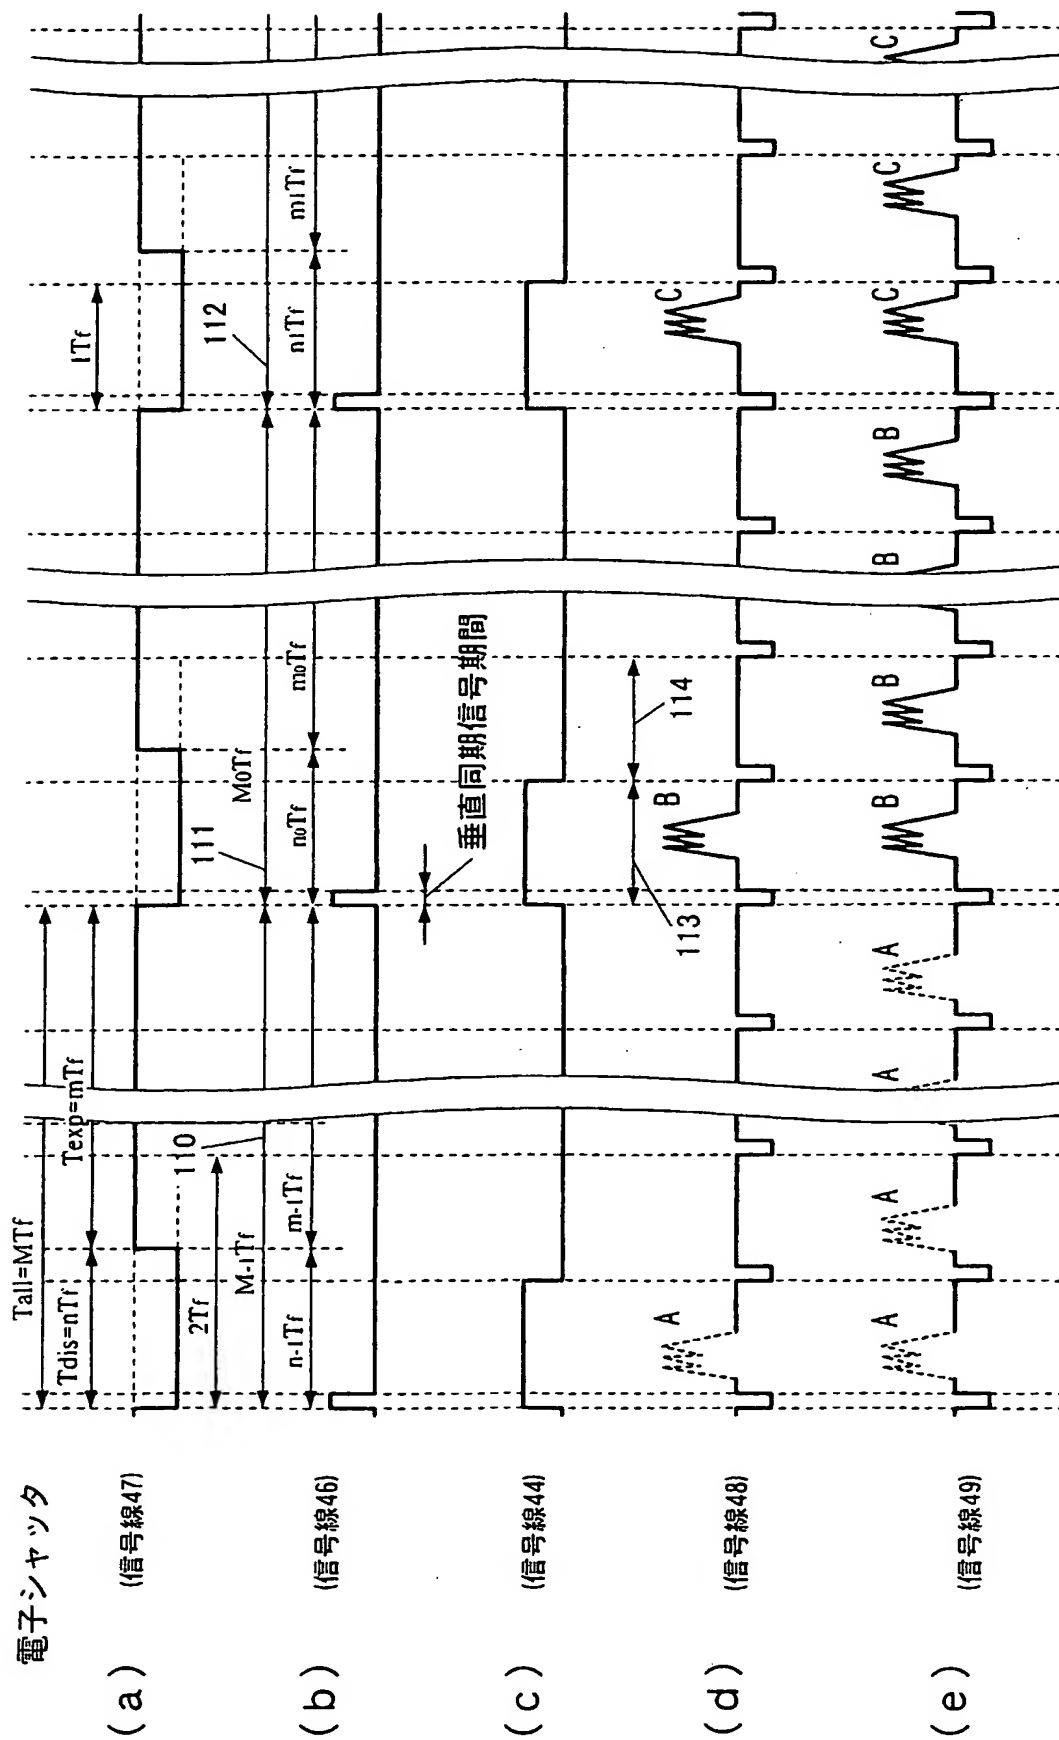 電子シャッタ
Tall=MTf
Tdis=nTf
Texp=mTf
1Tf
(a)
(信号線47)
2Tf
110
111
112
M-1Tf
M0Tf
(b)
(信号線46)
n-1Tf
m-1Tf
n0Tf
m0Tf
n1Tf
m1Tf
垂直同期信号期間
(c)
(信号線44)
113
114
(d)
(信号線48)
A
B
C
(e)
(信号線49)
A
A
A
A
B
B
B
B
C
C
C